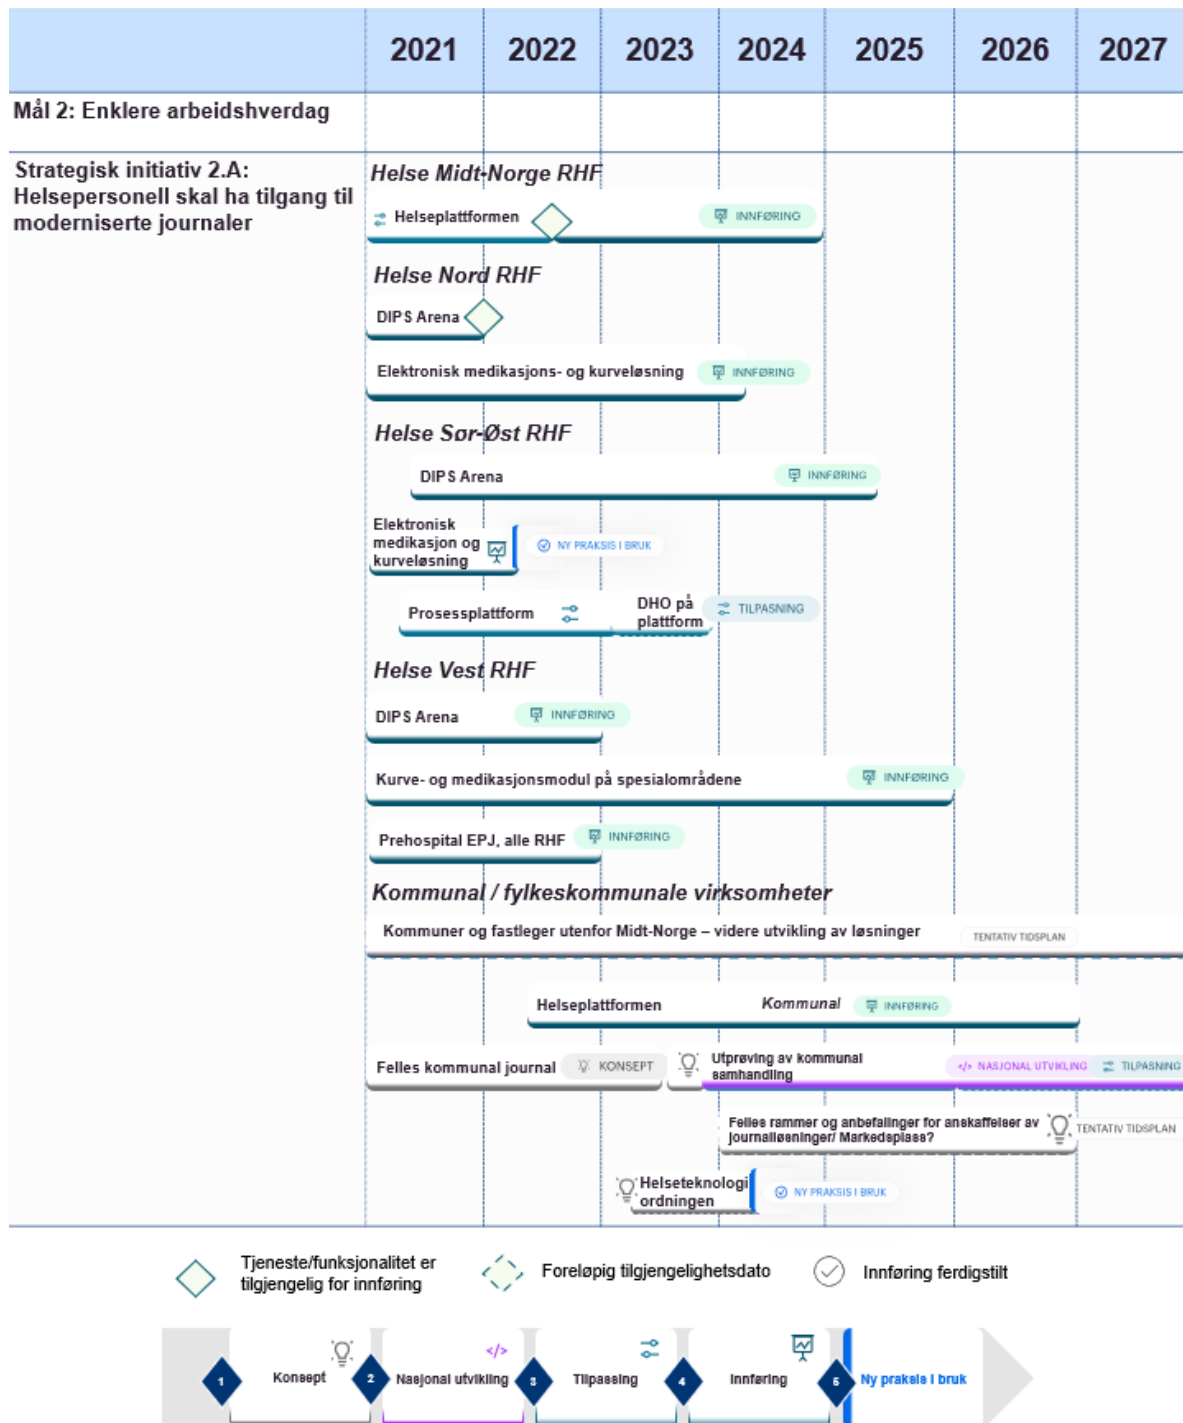 2021 2022 2023 2024 2025 2026 2027
Mål 2: Enklere arbeidshverdag
Strategisk initiativ 2.A:
Helsepersonell skal ha tilgang til
moderniserte journaler
Helse Midt-Norge RHF
Helseplattformen
INNFØRING
Helse Nord RHF
DIPS Arena
Elektronisk medikasjons- og kurveløsning
INNFØRING
Helse Sør-Øst RHF
DIPS Arena
INNFØRING
Elektronisk
medikasjon og
kurveløsning
NY PRAKSIS I BRUK
Prosessplattform
DHO på
plattform
TILPASNING
Helse Vest RHF
DIPS Arena
INNFØRING
Kurve- og medikasjonsmodul på spesialområdene
INNFØRING
Prehospital EPJ, alle RHF
INNFØRING
Kommunal / fylkeskommunale virksomheter
Kommuner og fastleger utenfor Midt-Norge – videre utvikling av løsninger
TENTATIV TIDSPLAN
Helseplattformen
Kommunal
INNFØRING
Felles kommunal journal
KONSEPT
Utprøving av kommunal
samhandling
</> NASJONAL UTVIKLING
TILPASNING
Felles rammer og anbefalinger for anskaffelser av
journalløsninger/ Markedsplass?
TENTATIV TIDSPLAN
Helseteknologi
ordningen
NY PRAKSIS I BRUK
Tjeneste/funksjonalitet er
tilgjengelig for innføring
Foreløpig tilgjengelighetsdato
Innføring ferdigstilt
1 Konsept
2 Nasjonal utvikling </>
3 Tilpassing
4 Innføring
5 Ny praksis i bruk